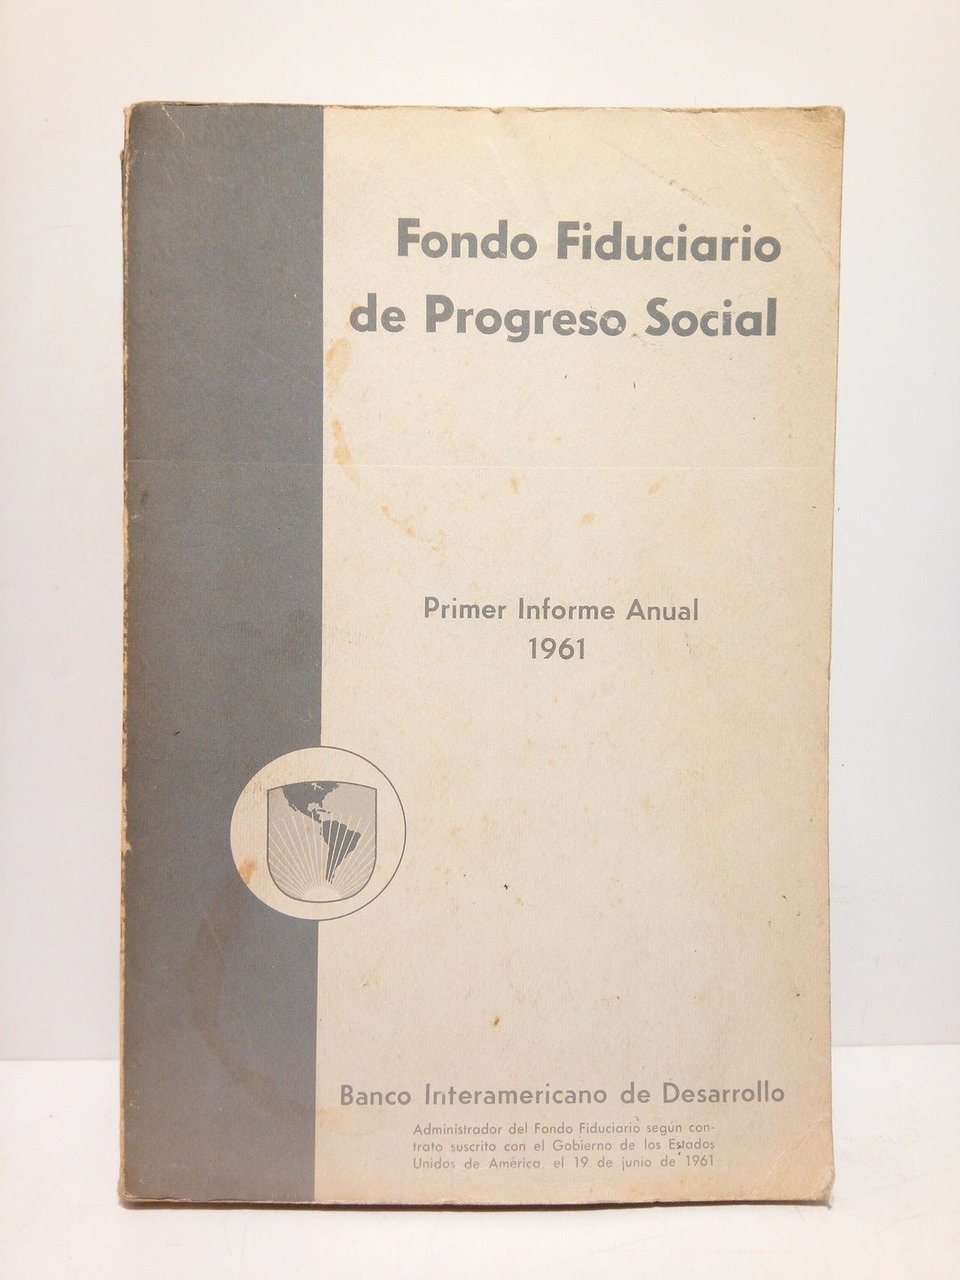 Fondo Fiduciario
de Progreso Social
Primer Informe Anual
1961
Banco Interamericano de Desarrollo
Administrador del Fondo Fiduciario según con-
trato suscrito con el Gobierno de los Estados
Unidos de América, el 19 de junio de 1961